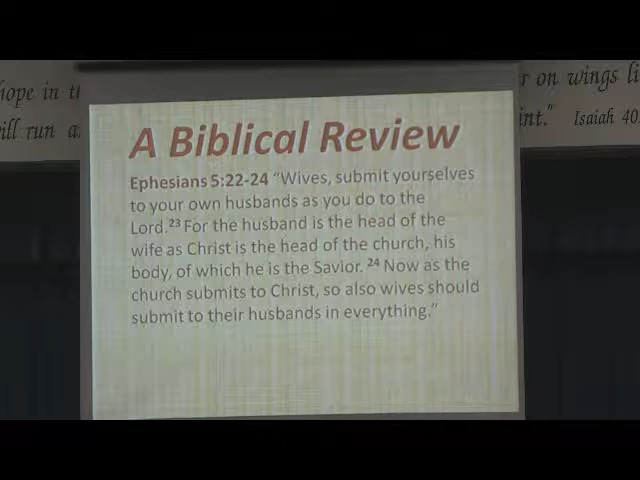 hope in
will run
r on wings
int."
Isaiah 40
A Biblical Review
Ephesians 5:22-24 “Wives, submit yourselves
to your own husbands as you do to the
Lord.²³ For the husband is the head of the
wife as Christ is the head of the church, his
body, of which he is the Savior. ²⁴ Now as the
church submits to Christ, so also wives should
submit to their husbands in everything.”